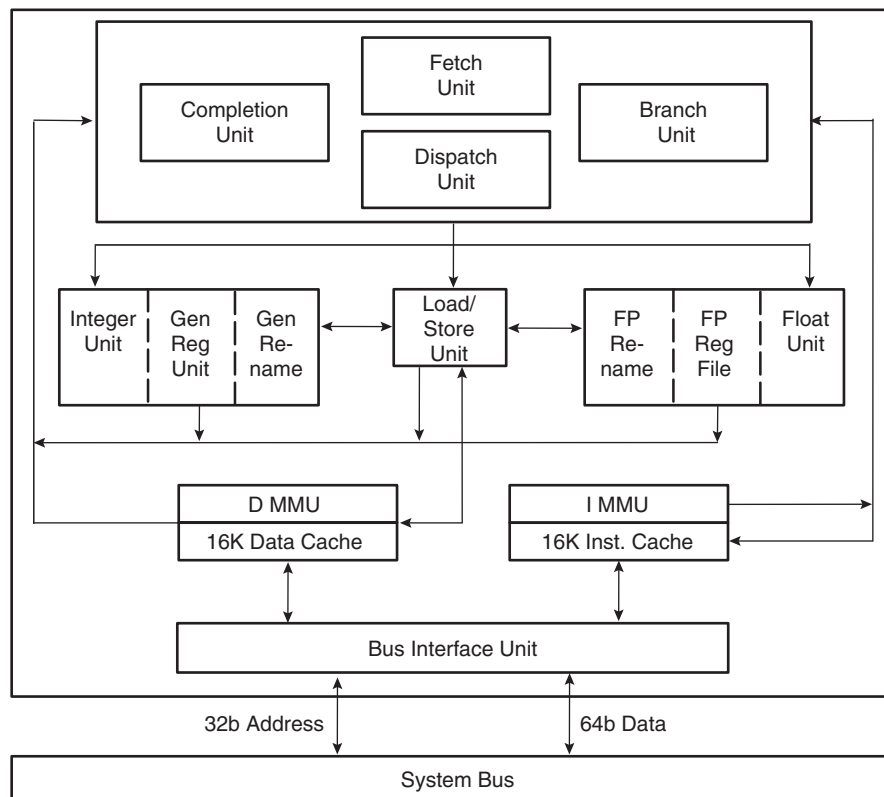 Fetch
Unit
Completion
Unit
Branch
Unit
Dispatch
Unit
Integer
Unit
Gen
Reg
Unit
Gen
Re-
name
Load/
Store
Unit
FP
Re-
name
FP
Reg
File
Float
Unit
D MMU
16K Data Cache
I MMU
16K Inst. Cache
Bus Interface Unit
32b Address
64b Data
System Bus